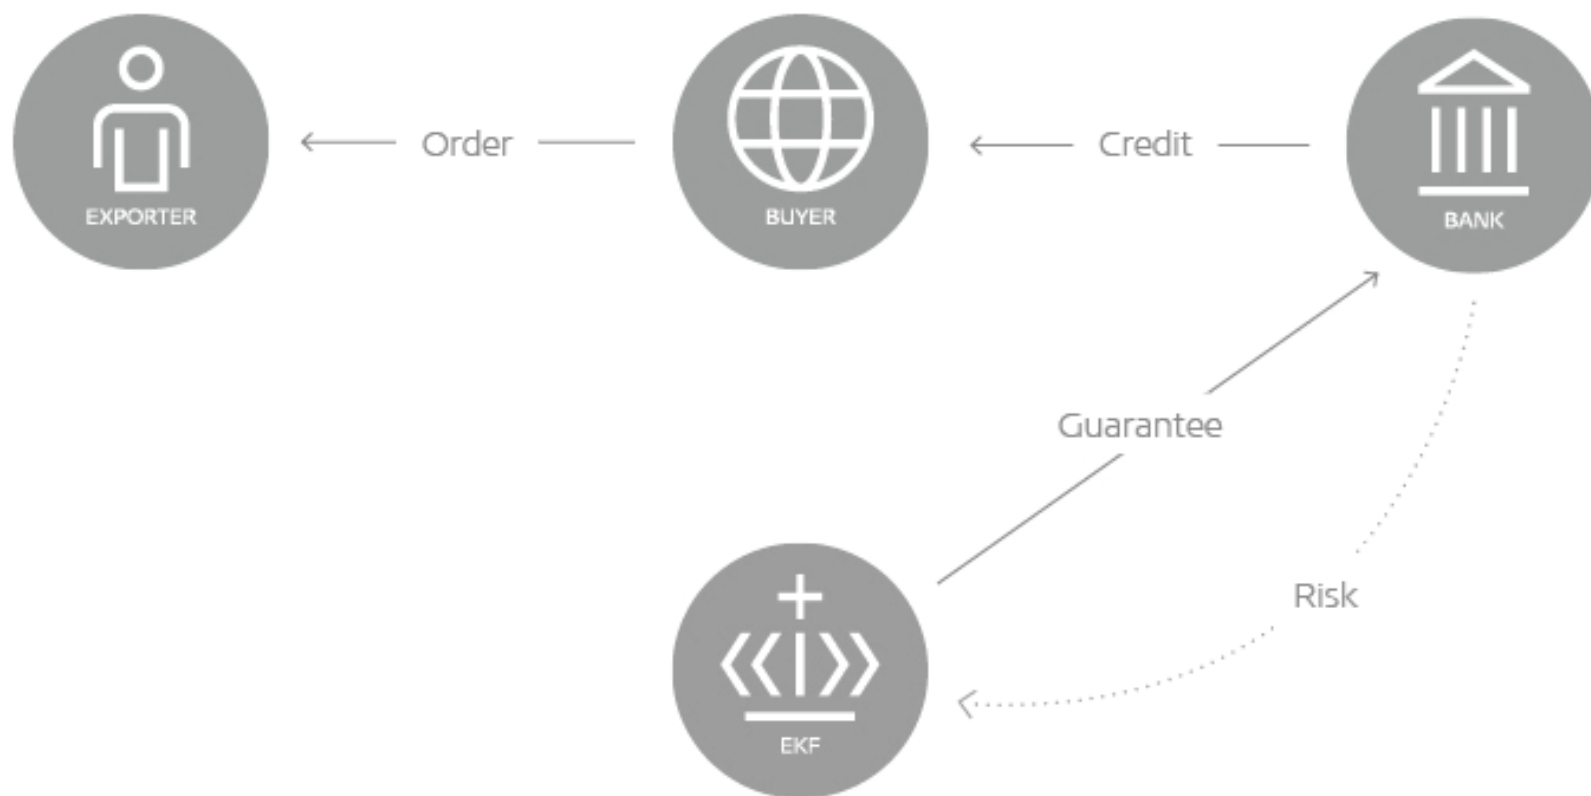 Order
Credit
EXPORTER
BUYER
BANK
Guarantee
Risk
EKF